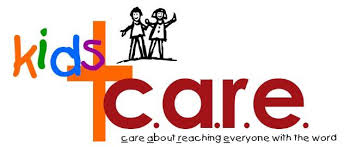 kids
c.a.r.e.
care about reaching everyone with the word